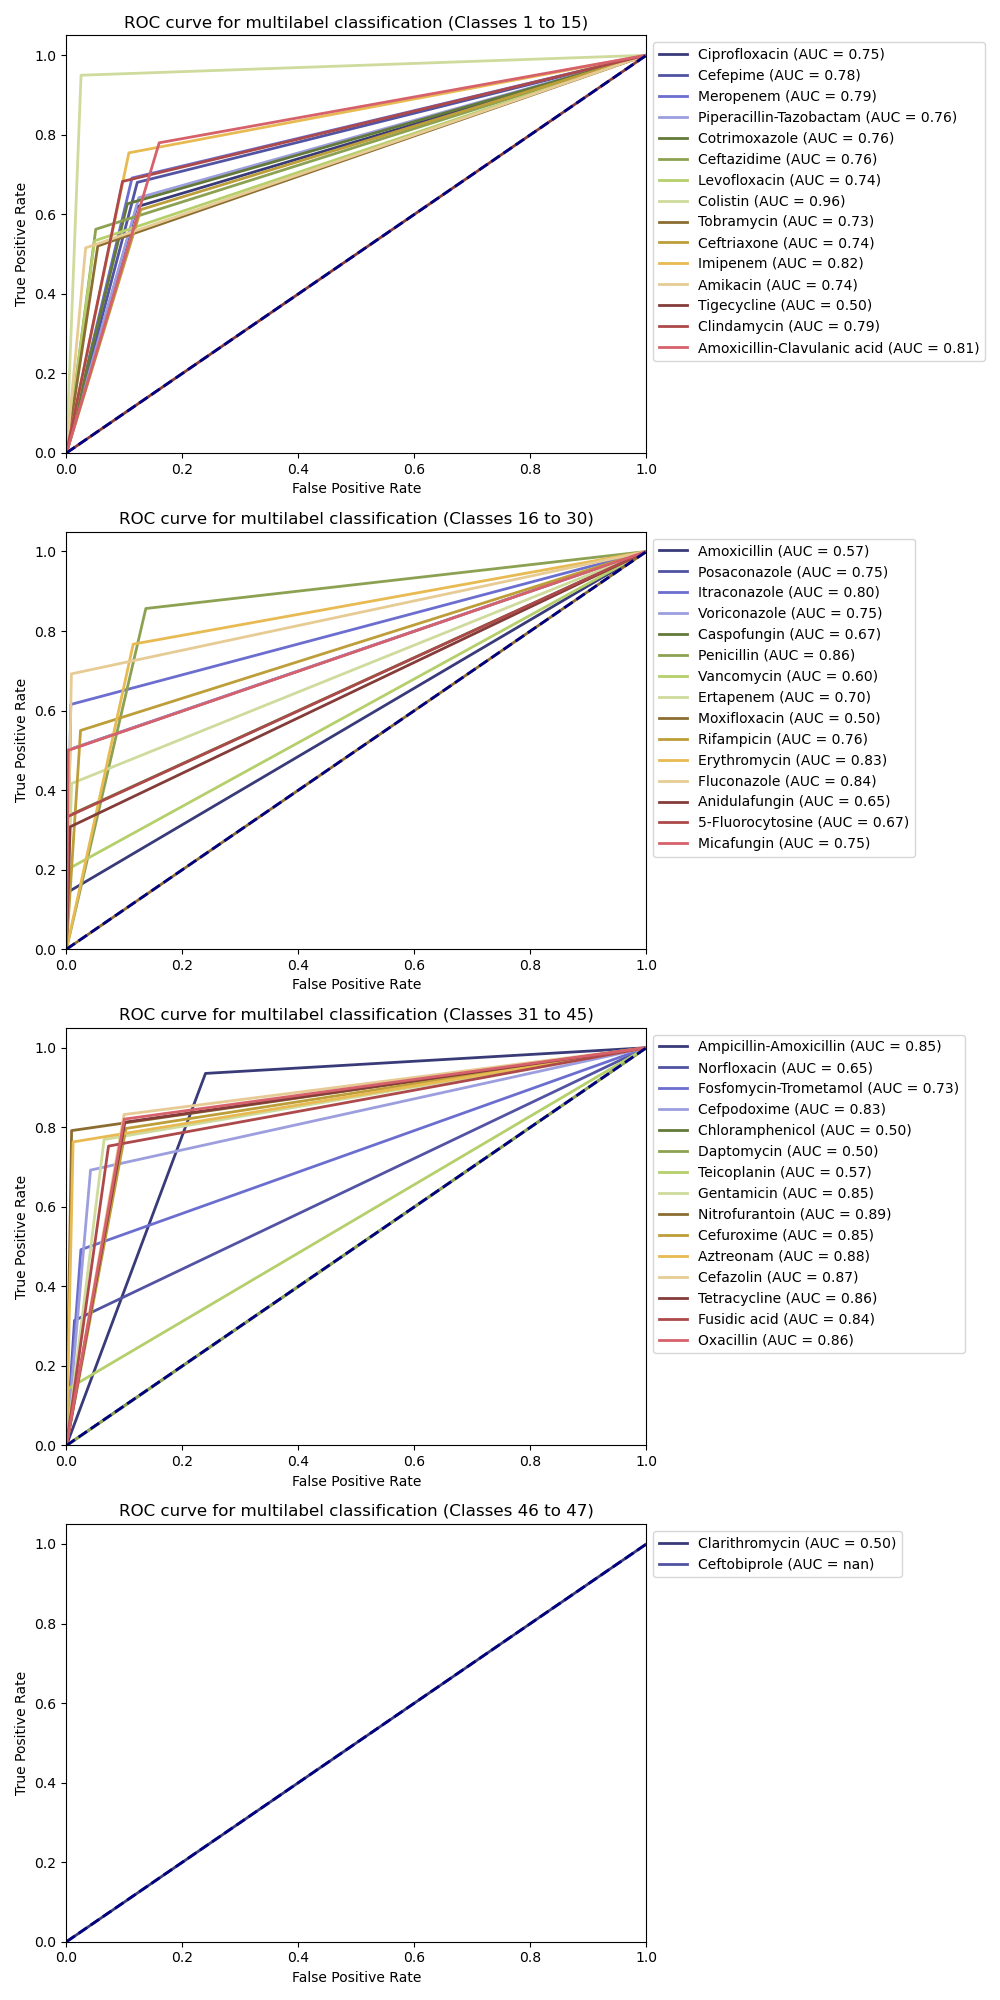 ROC curve for multilabel classification (Classes 1 to 15)
1.0
0.8
0.6
0.4
0.2
0.0
True Positive Rate
0.0 0.2 0.4 0.6 0.8 1.0
False Positive Rate
Ciprofloxacin (AUC = 0.75)
Cefepime (AUC = 0.78)
Meropenem (AUC = 0.79)
Piperacillin-Tazobactam (AUC = 0.76)
Cotrimoxazole (AUC = 0.76)
Ceftazidime (AUC = 0.76)
Levofloxacin (AUC = 0.74)
Colistin (AUC = 0.96)
Tobramycin (AUC = 0.73)
Ceftriaxone (AUC = 0.74)
Imipenem (AUC = 0.82)
Amikacin (AUC = 0.74)
Tigecycline (AUC = 0.50)
Clindamycin (AUC = 0.79)
Amoxicillin-Clavulanic acid (AUC = 0.81)
ROC curve for multilabel classification (Classes 16 to 30)
1.0
0.8
0.6
0.4
0.2
0.0
True Positive Rate
0.0 0.2 0.4 0.6 0.8 1.0
False Positive Rate
Amoxicillin (AUC = 0.57)
Posaconazole (AUC = 0.75)
Itraconazole (AUC = 0.80)
Voriconazole (AUC = 0.75)
Caspofungin (AUC = 0.67)
Penicillin (AUC = 0.86)
Vancomycin (AUC = 0.60)
Ertapenem (AUC = 0.70)
Moxifloxacin (AUC = 0.50)
Rifampicin (AUC = 0.76)
Erythromycin (AUC = 0.83)
Fluconazole (AUC = 0.84)
Anidulafungin (AUC = 0.65)
5-Fluorocytosine (AUC = 0.67)
Micafungin (AUC = 0.75)
ROC curve for multilabel classification (Classes 31 to 45)
1.0
0.8
0.6
0.4
0.2
0.0
True Positive Rate
0.0 0.2 0.4 0.6 0.8 1.0
False Positive Rate
Ampicillin-Amoxicillin (AUC = 0.85)
Norfloxacin (AUC = 0.65)
Fosfomycin-Trometamol (AUC = 0.73)
Cefpodoxime (AUC = 0.83)
Chloramphenicol (AUC = 0.50)
Daptomycin (AUC = 0.50)
Teicoplanin (AUC = 0.57)
Gentamicin (AUC = 0.85)
Nitrofurantoin (AUC = 0.89)
Cefuroxime (AUC = 0.85)
Aztreonam (AUC = 0.88)
Cefazolin (AUC = 0.87)
Tetracycline (AUC = 0.86)
Fusidic acid (AUC = 0.84)
Oxacillin (AUC = 0.86)
ROC curve for multilabel classification (Classes 46 to 47)
1.0
0.8
0.6
0.4
0.2
0.0
True Positive Rate
0.0 0.2 0.4 0.6 0.8 1.0
False Positive Rate
Clarithromycin (AUC = 0.50)
Ceftobiprole (AUC = nan)